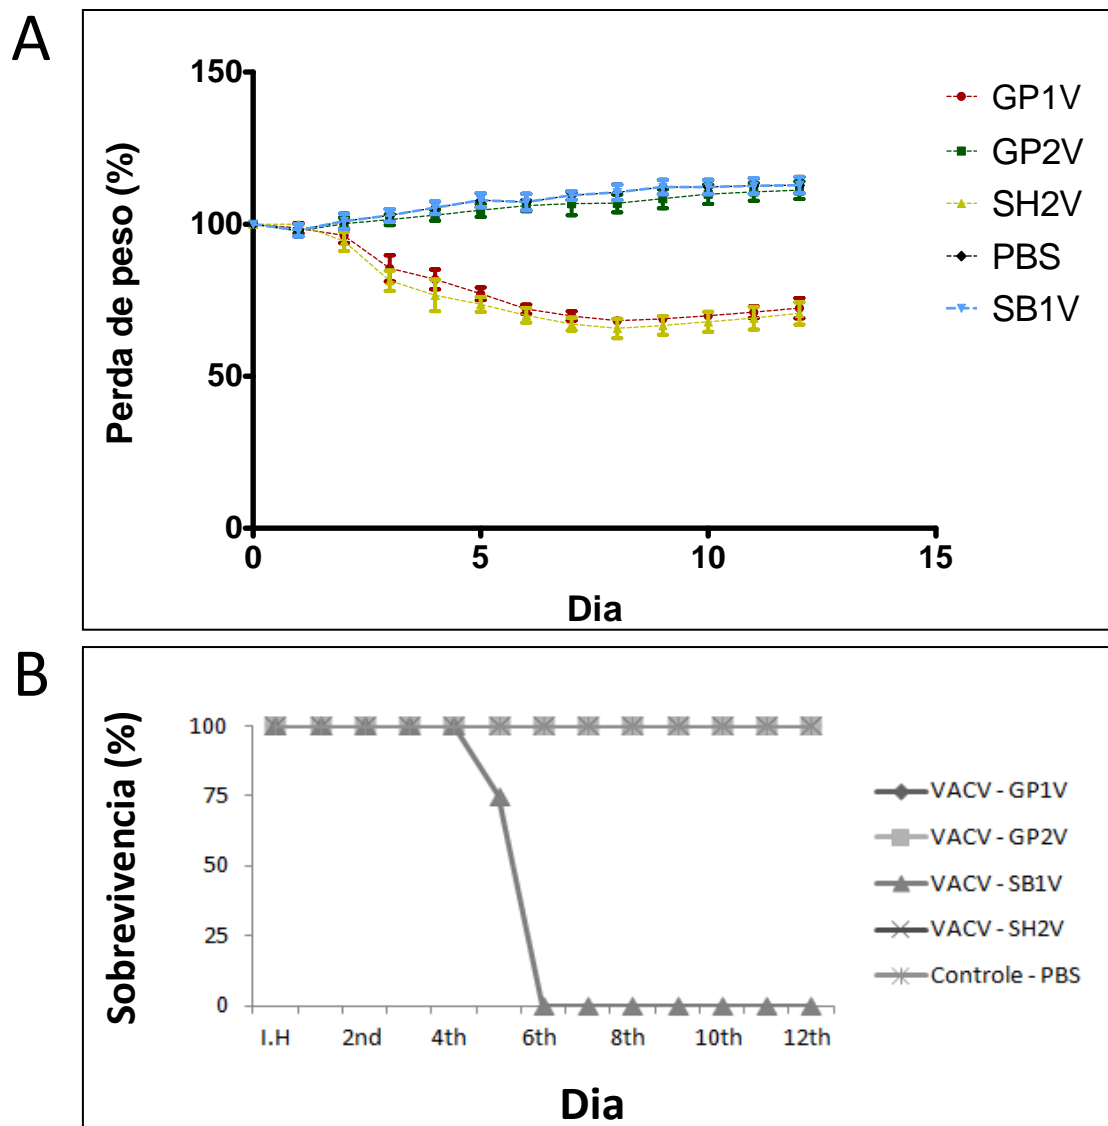 A
Perda de peso (%)
150
100
50
0
0
5
10
15
Dia
GP1V
GP2V
SH2V
PBS
SB1V
B
Sobrevivencia (%)
100
75
50
25
0
I.H
2nd
4th
6th
8th
10th
12th
Dia
VACV - GP1V
VACV - GP2V
VACV - SB1V
VACV - SH2V
Controle - PBS